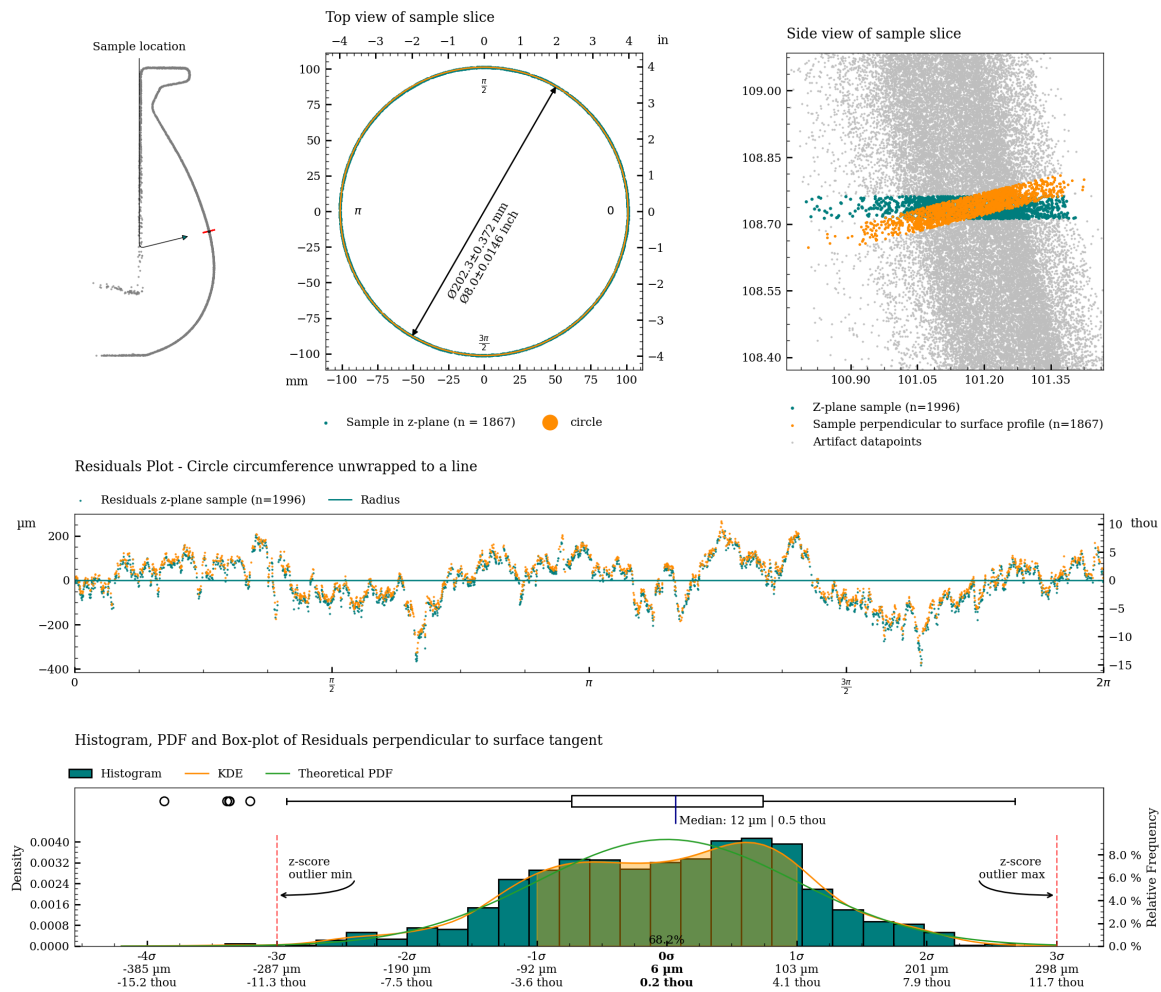 Sample location
Top view of sample slice
−4 −3 −2 −1 0 1 2 3 4 in
100
75
50
25
0
−25
−50
−75
−100
4
3
2
1
0
−1
−2
−3
−4
π/2
π
0
3π/2
Ø202.3±0.372 mm
Ø8.0±0.0146 inch
mm −100 −75 −50 −25 0 25 50 75 100
Sample in z-plane (n = 1867) circle
Side view of sample slice
109.00
108.85
108.70
108.55
108.40
100.90 101.05 101.20 101.35
Z-plane sample (n=1996)
Sample perpendicular to surface profile (n=1867)
Artifact datapoints
Residuals Plot - Circle circumference unwrapped to a line
Residuals z-plane sample (n=1996) Radius
µm
200
0
−200
−400
10 thou
5
0
−5
−10
−15
0 π/2 π 3π/2 2π
Histogram, PDF and Box-plot of Residuals perpendicular to surface tangent
Histogram KDE Theoretical PDF
Median: 12 µm | 0.5 thou
Density
0.0040
0.0032
0.0024
0.0016
0.0008
0.0000
z-score
outlier min
z-score
outlier max
68.2%
8.0 %
6.0 %
4.0 %
2.0 %
0.0 %
Relative Frequency
-4σ -3σ -2σ -1σ 0σ 1σ 2σ 3σ
-385 µm -287 µm -190 µm -92 µm 6 µm 103 µm 201 µm 298 µm
-15.2 thou -11.3 thou -7.5 thou -3.6 thou 0.2 thou 4.1 thou 7.9 thou 11.7 thou